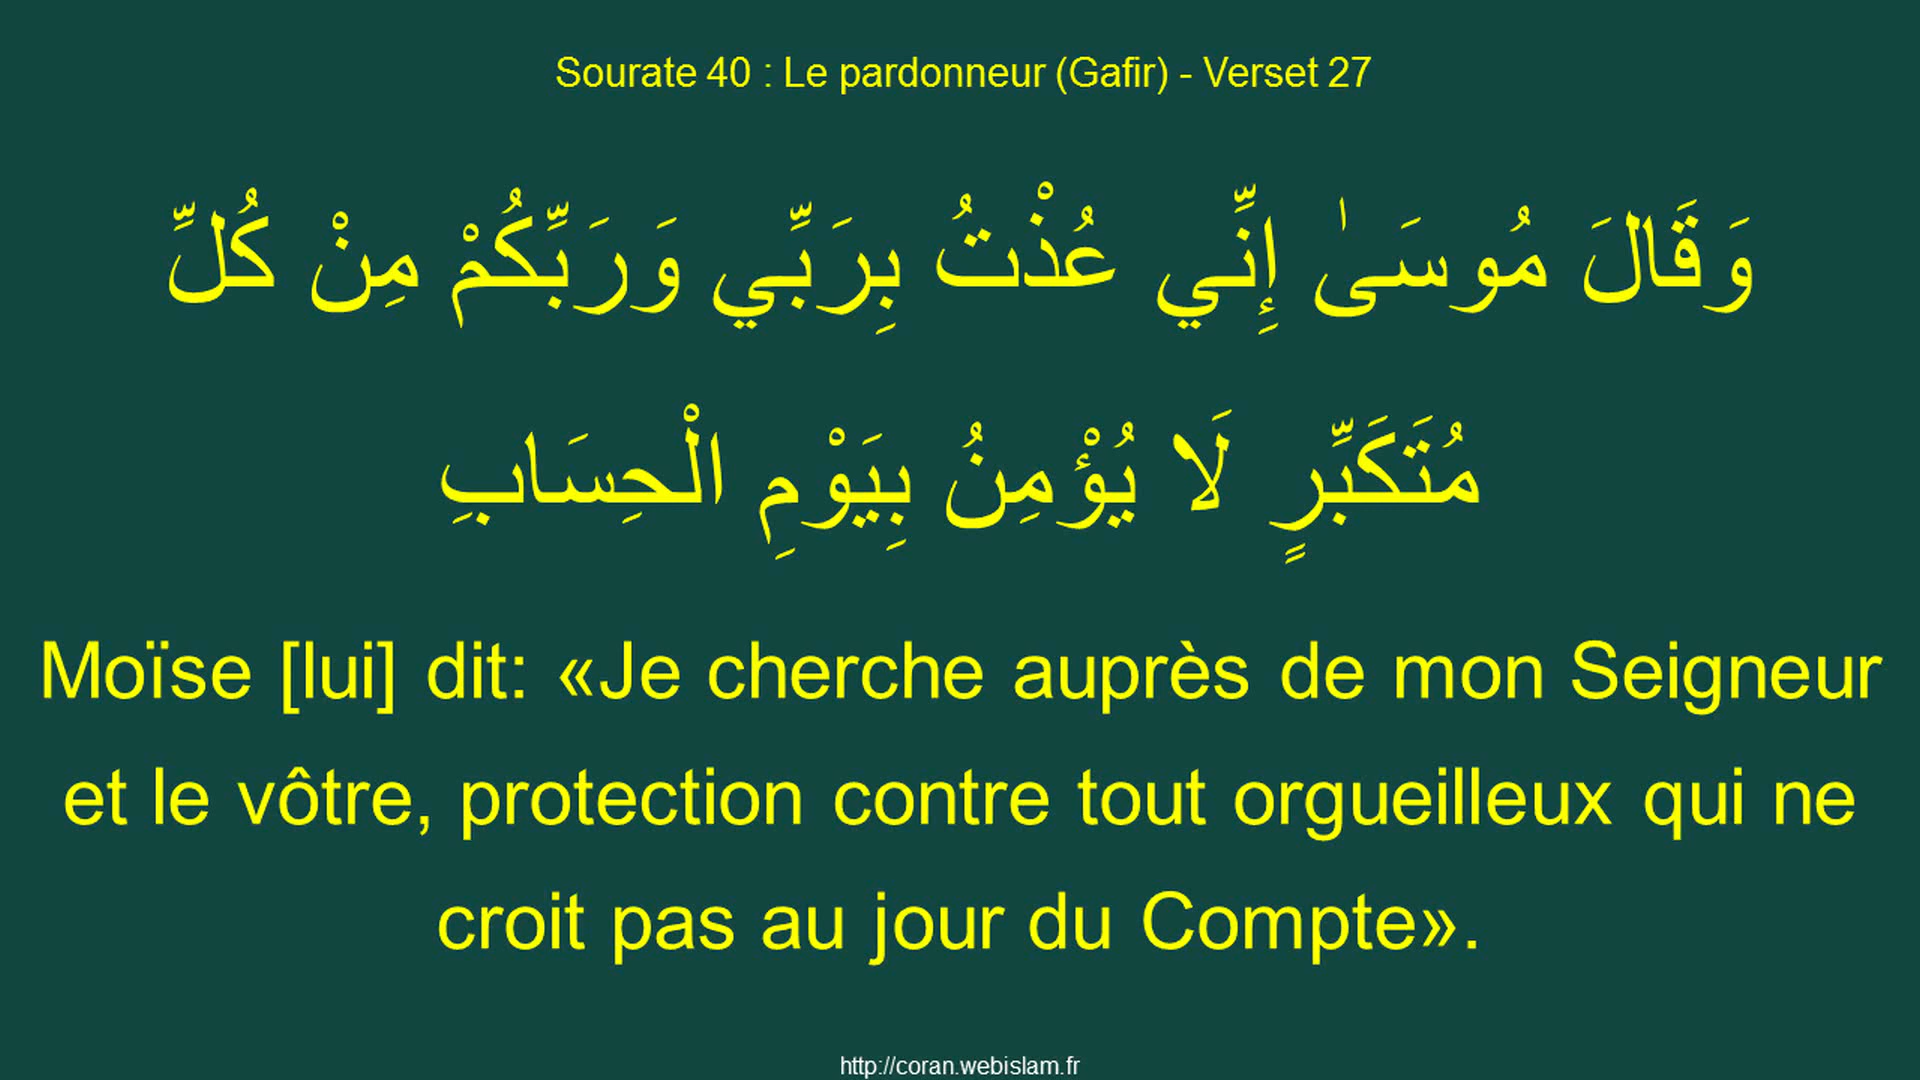 Sourate 40 : Le pardonneur (Gafir) - Verset 27
وَقَالَ مُوسَىٰ إِنِّي عُذْتُ بِرَبِّي وَرَبِّكُمْ مِنْ كُلِّ
مُتَكَبِّرٍ لَا يُؤْمِنُ بِيَوْمِ الْحِسَابِ
Moïse [lui] dit: «Je cherche auprès de mon Seigneur
et le vôtre, protection contre tout orgueilleux qui ne
croit pas au jour du Compte».
http://coran.webislam.fr